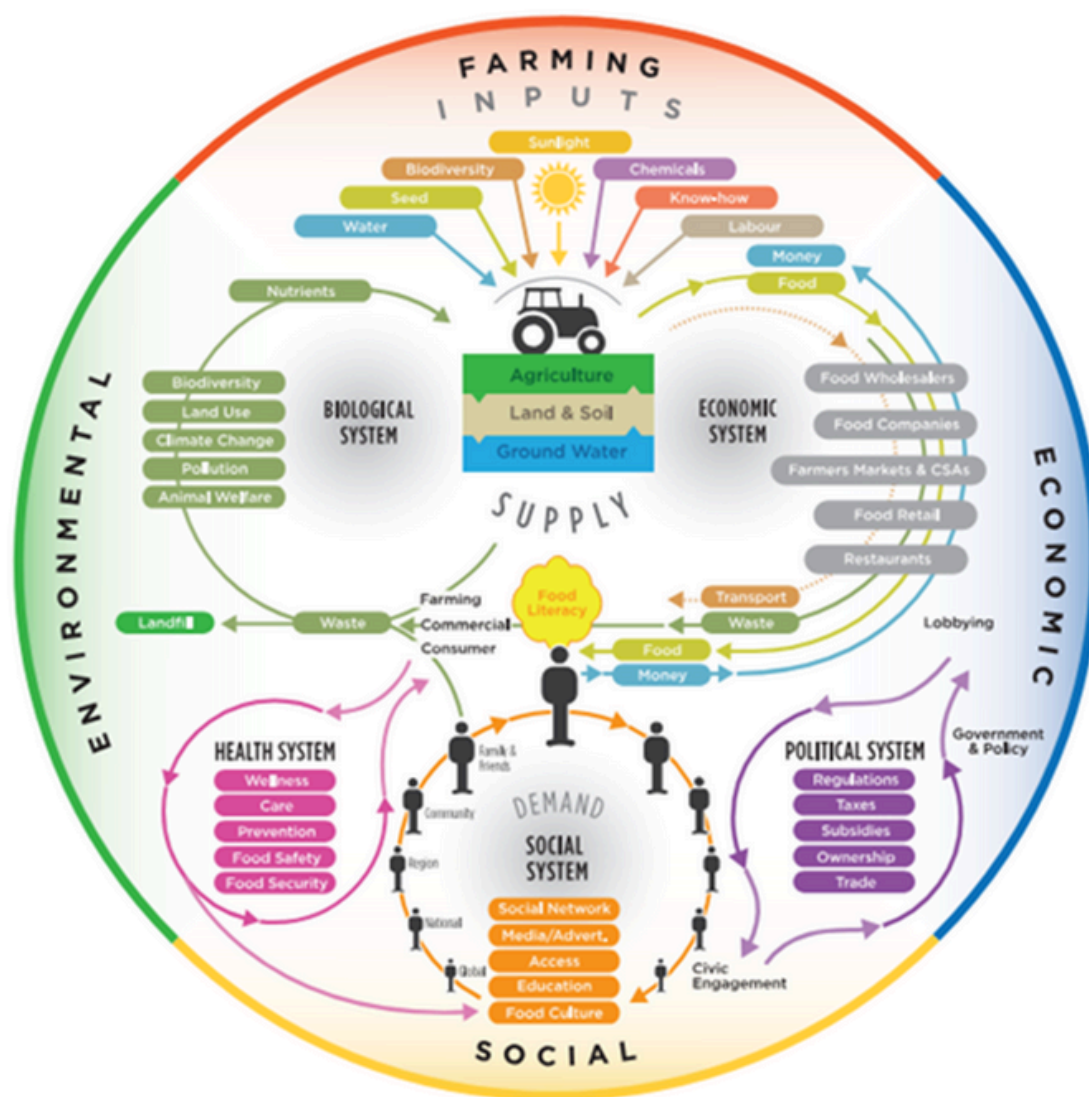 FARMING
INPUTS
Sunlight
Biodiversity
Chemicals
Seed
Know-how
Water
Labour
Money
Food
Nutrients
Biodiversity
Land Use
Climate Change
Pollution
Animal Welfare
BIOLOGICAL
SYSTEM
Agriculture
Land & Soil
Ground Water
ECONOMIC
SYSTEM
Food Wholesalers
Food Companies
Farmers Markets & CSAs
Food Retail
Restaurants
SUPPLY
ENVIRONMENTAL
ECONOMIC
Food
Literacy
Transport
Farming
Landfill
Waste
Commercial
Waste
Lobbying
Consumer
Food
Money
HEALTH SYSTEM
Wellness
Care
Prevention
Food Safety
Food Security
Family &
Friends
Community
Region
National
Global
DEMAND
SOCIAL
SYSTEM
Social Network
Media/Advert.
Access
Education
Food Culture
Government
& Policy
POLITICAL SYSTEM
Regulations
Taxes
Subsidies
Ownership
Trade
Civic
Engagement
SOCIAL